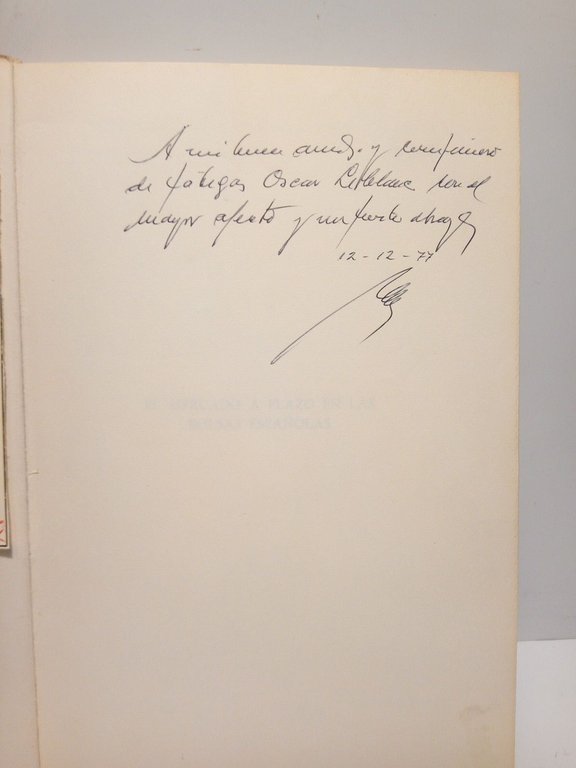 A mi buen amigo y compañero
de fatigas Oscar Leblanc con el
mayor afecto y un fuerte abrazo
12-12-77
EL MERCADO A PLAZO EN LAS
BOLSAS ESPAÑOLAS